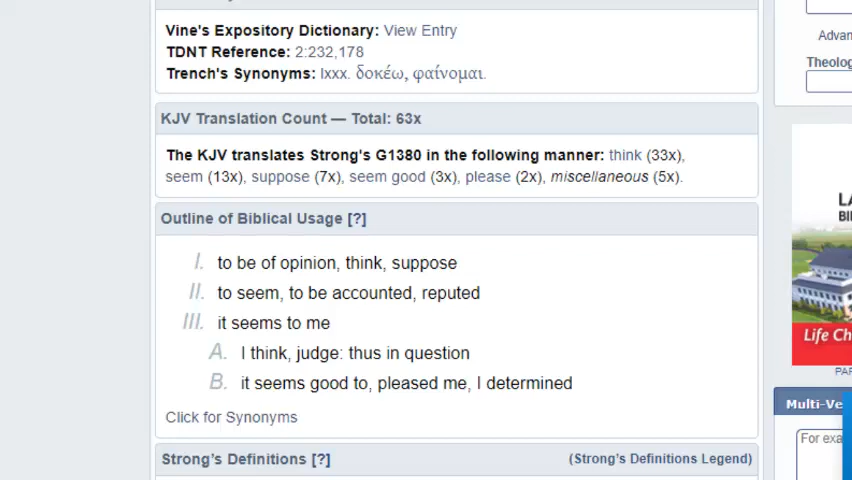 Vine's Expository Dictionary: View Entry
TDNT Reference: 2:232,178
Trench's Synonyms: lxxx. δοκέω, φαίνομαι.
KJV Translation Count — Total: 63x
The KJV translates Strong's G1380 in the following manner: think (33x),
seem (13x), suppose (7x), seem good (3x), please (2x), miscellaneous (5x).
Outline of Biblical Usage [?]
I. to be of opinion, think, suppose
II. to seem, to be accounted, reputed
III. it seems to me
A. I think, judge: thus in question
B. it seems good to, pleased me, I determined
Click for Synonyms
Strong's Definitions [?] (Strong's Definitions Legend)
Life Ch
Multi-Ve
For exa